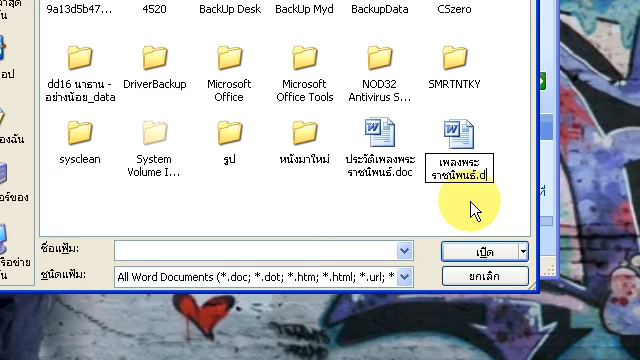 9a13d5b47...
4520
BackUp Desk
BackUp Myd
BackupData
CSzero
dd16 นาธาน -
อย่างน้อย_data
DriverBackup
Microsoft
Office
Microsoft
Office Tools
NOD32
Antivirus S...
SMRTNTKY
sysclean
System
Volume I...
รูป
หนังมาใหม่
ประวัติเพลงพระ
ราชนิพนธ์.doc
เพลงพระ
ราชนิพนธ์.d
ชื่อแฟ้ม:
เปิด
ชนิดแฟ้ม:
All Word Documents (*.doc; *.dot; *.htm; *.html; *.url; *
ยกเลิก